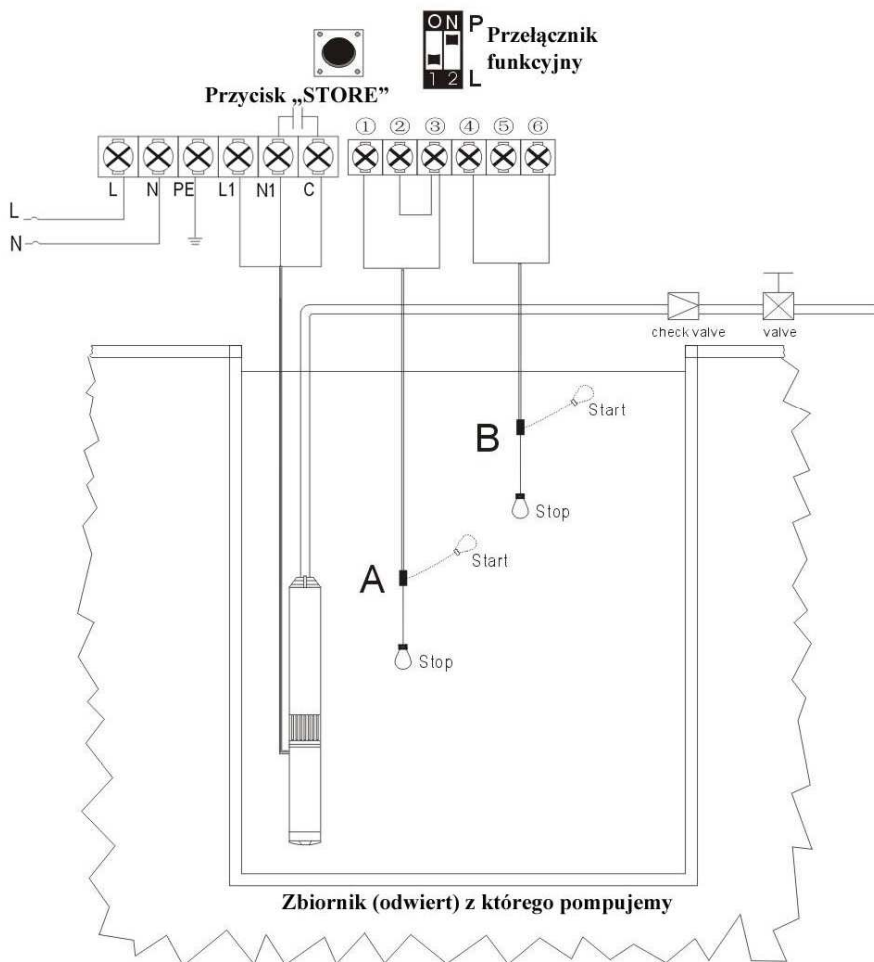 ON P
Przełącznik
funkcyjny
1 2 L
Przycisk „STORE”
① ② ③ ④ ⑤ ⑥
L N PE L1 N1 C
L
N
check valve
valve
Start
B
Stop
Start
A
Stop
Zbiornik (odwiert) z którego pompujemy